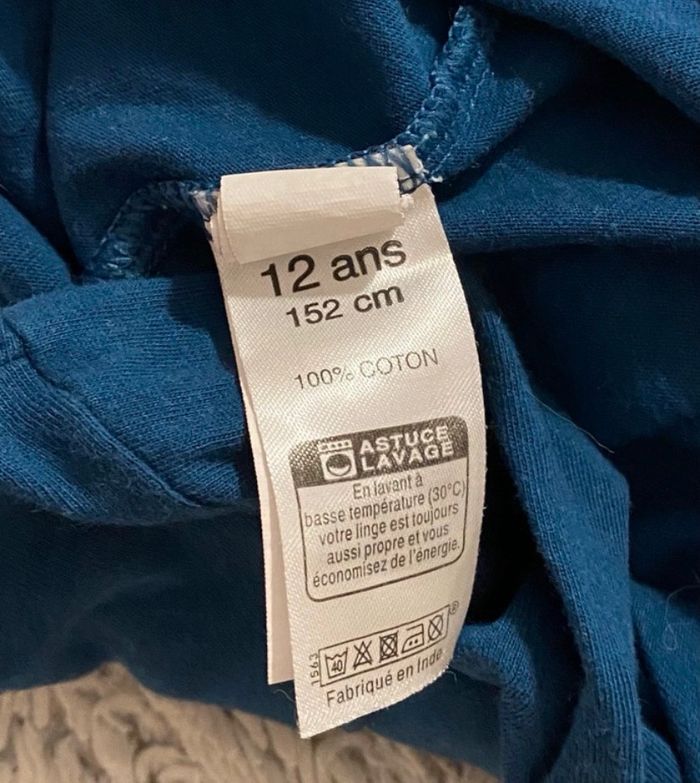 12 ans
152 cm
100% COTON
ASTUCE
LAVAGE
En lavant à
basse température (30°C)
votre linge est toujours
aussi propre et vous
économisez de l'énergie.
1563
40
®
Fabriqué en Inde